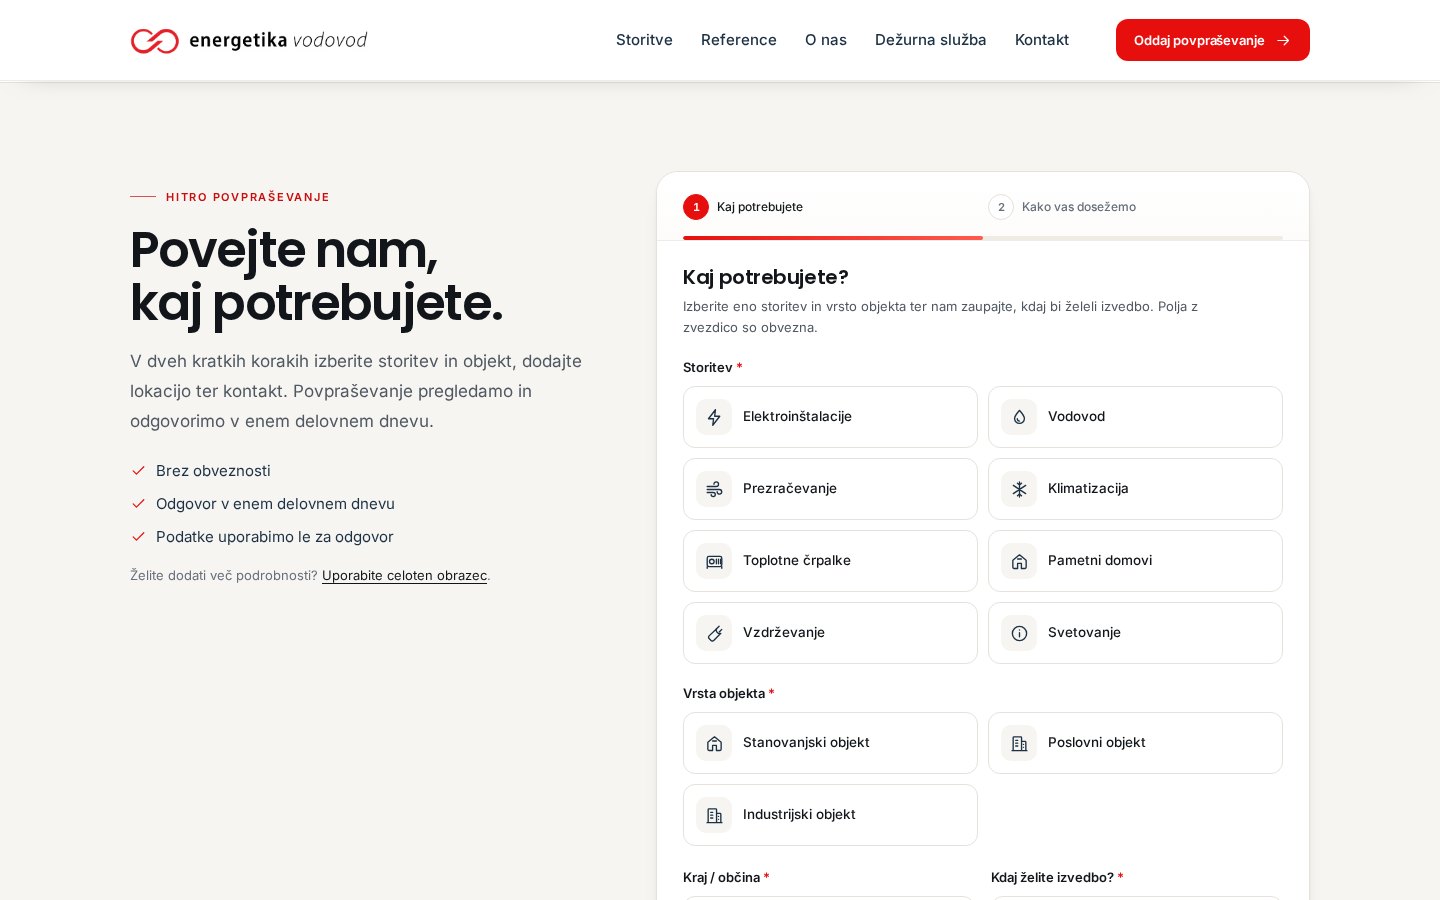 energetika vodovod
Storitve
Reference
O nas
Dežurna služba
Kontakt
Oddaj povpraševanje
HITRO POVPRAŠEVANJE
Povejte nam,
kaj potrebujete.
V dveh kratkih korakih izberite storitev in objekt, dodajte
lokacijo ter kontakt. Povpraševanje pregledamo in
odgovorimo v enem delovnem dnevu.
Brez obveznosti
Odgovor v enem delovnem dnevu
Podatke uporabimo le za odgovor
Želite dodati več podrobnosti? Uporabite celoten obrazec.
1 Kaj potrebujete
2 Kako vas dosežemo
Kaj potrebujete?
Izberite eno storitev in vrsto objekta ter nam zaupajte, kdaj bi želeli izvedbo. Polja z
zvezdico so obvezna.
Storitev *
Elektroinštalacije
Vodovod
Prezračevanje
Klimatizacija
Toplotne črpalke
Pametni domovi
Vzdrževanje
Svetovanje
Vrsta objekta *
Stanovanjski objekt
Poslovni objekt
Industrijski objekt
Kraj / občina *
Kdaj želite izvedbo? *